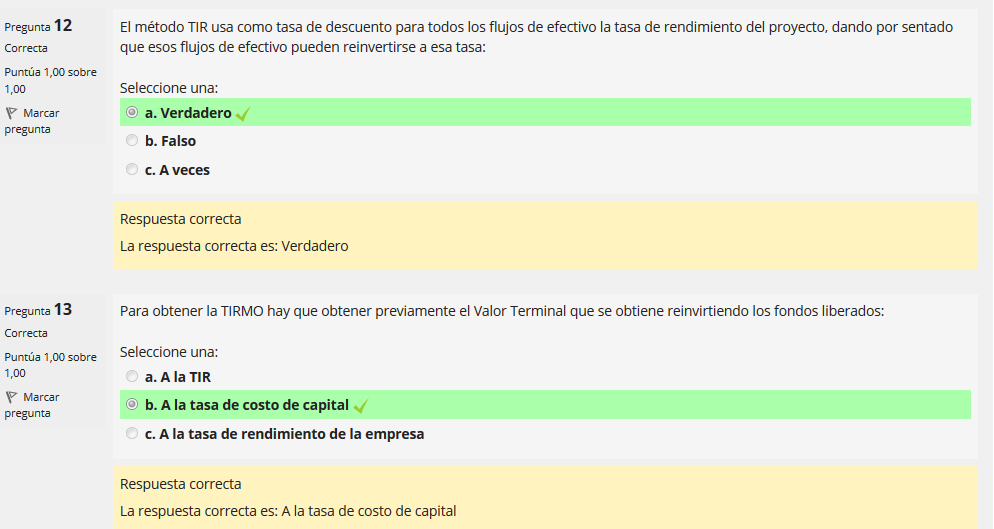 Pregunta 12
Correcta
Puntúa 1,00 sobre
1,00
Marcar
pregunta
El método TIR usa como tasa de descuento para todos los flujos de efectivo la tasa de rendimiento del proyecto, dando por sentado
que esos flujos de efectivo pueden reinvertirse a esa tasa:
Seleccione una:
a. Verdadero
b. Falso
c. A veces
Respuesta correcta
La respuesta correcta es: Verdadero
Pregunta 13
Correcta
Puntúa 1,00 sobre
1,00
Marcar
pregunta
Para obtener la TIRMO hay que obtener previamente el Valor Terminal que se obtiene reinvirtiendo los fondos liberados:
Seleccione una:
a. A la TIR
b. A la tasa de costo de capital
c. A la tasa de rendimiento de la empresa
Respuesta correcta
La respuesta correcta es: A la tasa de costo de capital